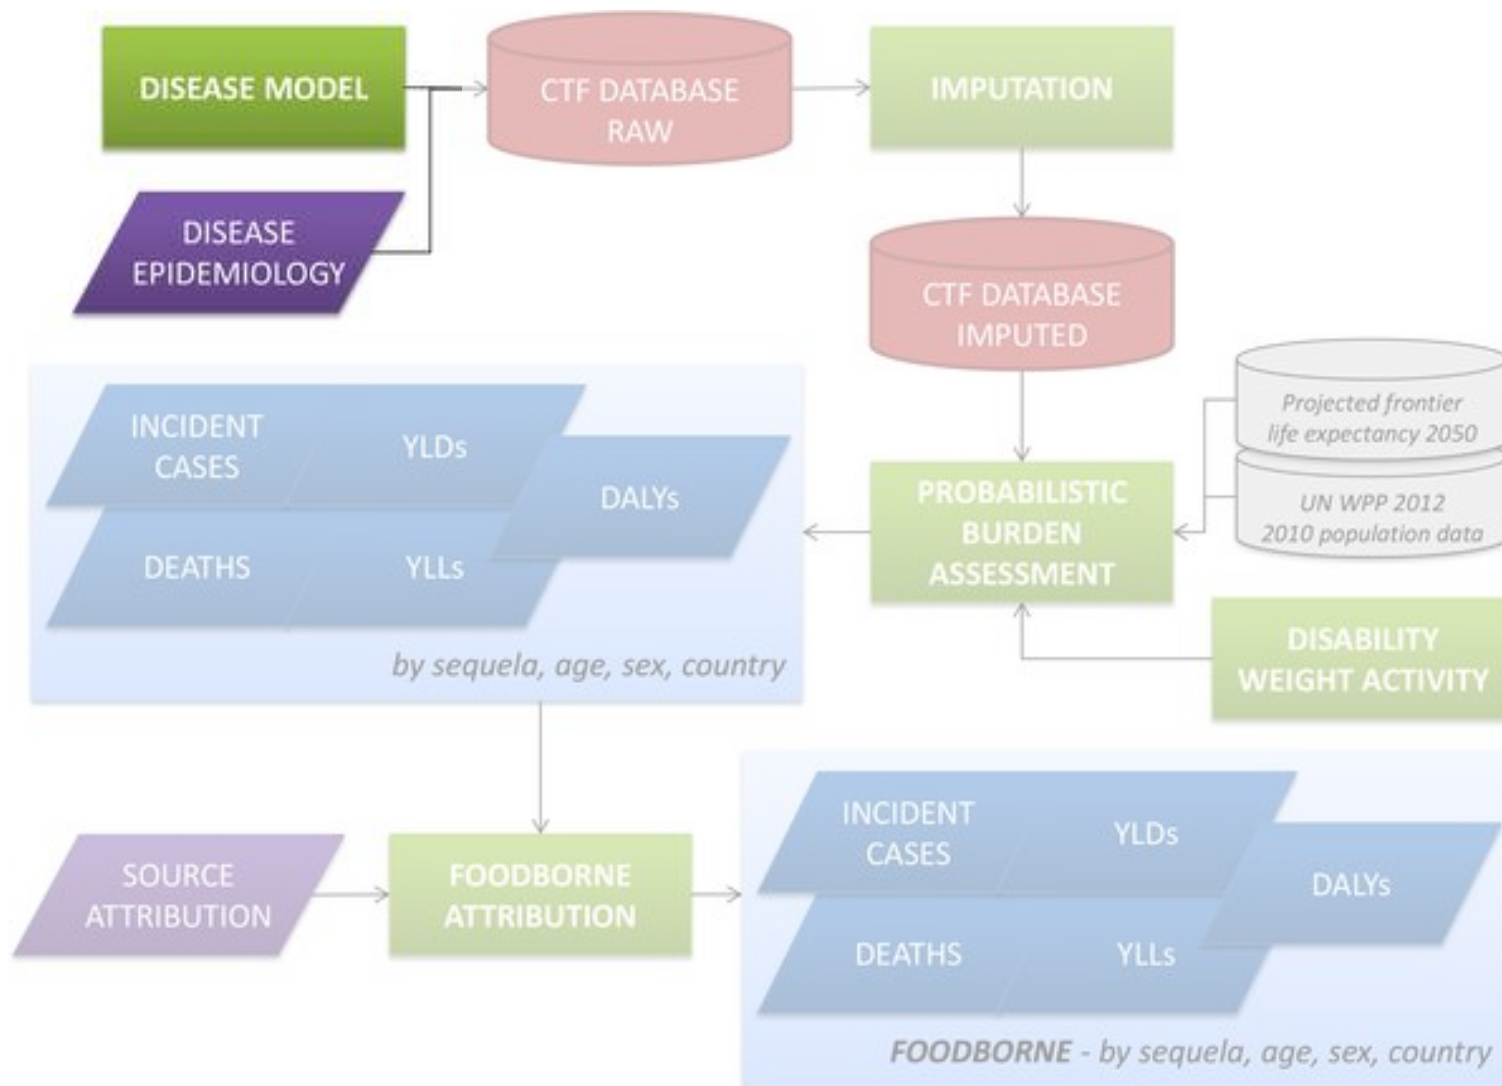 DISEASE MODEL
CTF DATABASE
RAW
IMPUTATION
DISEASE
EPIDEMIOLOGY
CTF DATABASE
IMPUTED
Projected frontier
life expectancy 2050
UN WPP 2012
2010 population data
INCIDENT
CASES
YLDs
DALYs
DEATHS
YLLs
by sequela, age, sex, country
PROBABILISTIC
BURDEN
ASSESSMENT
DISABILITY
WEIGHT ACTIVITY
SOURCE
ATTRIBUTION
FOODBORNE
ATTRIBUTION
INCIDENT
CASES
YLDs
DALYs
DEATHS
YLLs
FOODBORNE - by sequela, age, sex, country